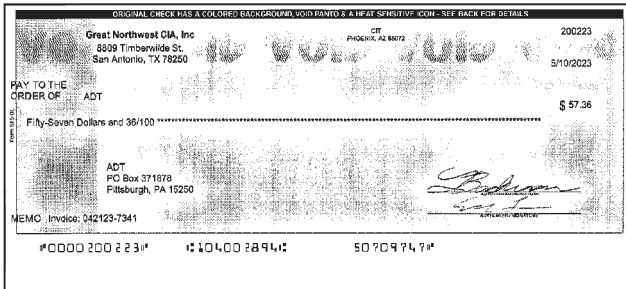 ORIGINAL CHECK HAS A COLORED BACKGROUND, VOID PANTO & A HEAT SENSITIVE ICON - SEE BACK FOR DETAILS
Great Northwest CIA, Inc
8809 Timberwilde St.
San Antonio, TX 78250
CIT
PHOENIX, AZ 85072
200223
5/10/2023
PAY TO THE
ORDER OF ADT
$ 57.36
Fifty-Seven Dollars and 36/100 ****
ADT
PO Box 371878
Pittsburgh, PA 15250
MEMO Invoice: 042123-7341
AUTHORIZED SIGNATURE
⑈0000200223⑈ ⑆104002894⑆ 50709747⑈